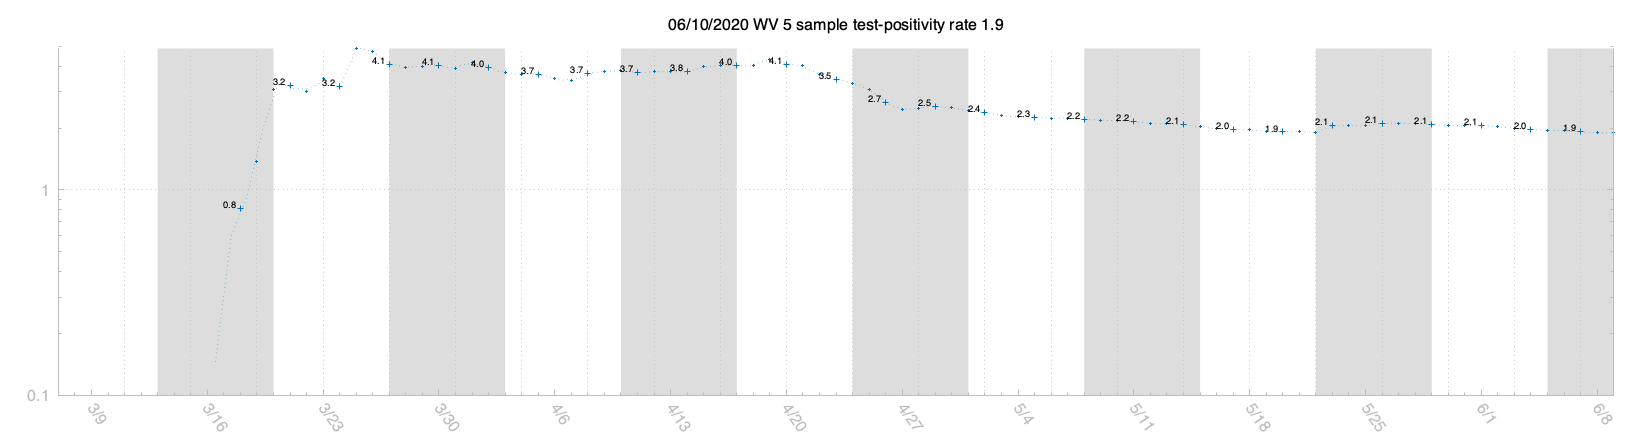 06/10/2020 WV 5 sample test-positivity rate 1.9
4.1 4.1 4.0 3.7 3.7 3.7 3.8 4.0 4.1 3.5
3.2 3.2
2.7 2.5 2.4 2.3 2.2 2.2 2.1 2.0 1.9 2.1 2.1 2.1 2.1 2.0 1.9
1
0.8
0.1
3/9 3/16 3/23 3/30 4/6 4/13 4/20 4/27 5/4 5/11 5/18 5/25 6/1 6/8